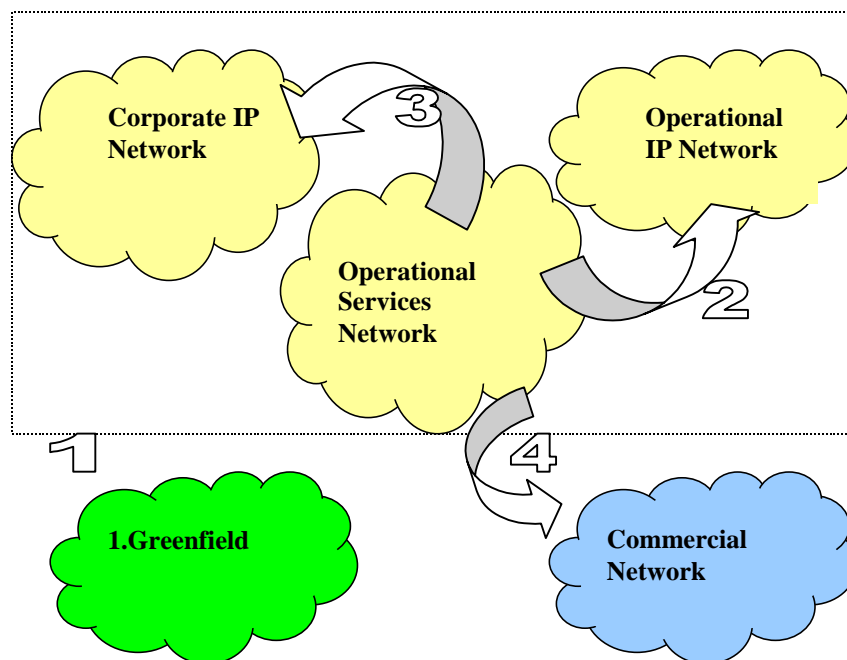 Corporate IP
Network
3
Operational
IP Network
Operational
Services
Network
2
1
4
1.Greenfield
Commercial
Network